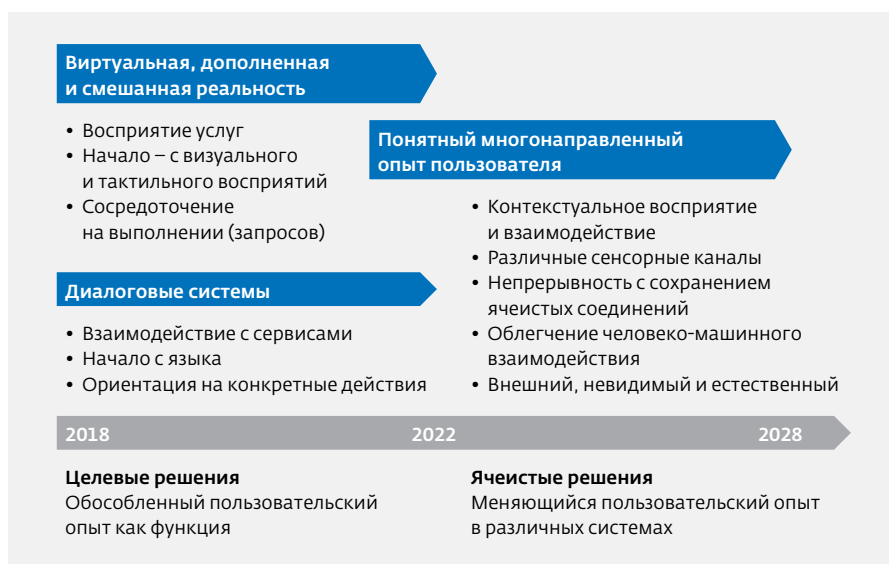 Виртуальная, дополненная
и смешанная реальность
• Восприятие услуг
• Начало – с визуального
и тактильного восприятий
• Сосредоточение
на выполнении (запросов)
Понятный многонаправленный
опыт пользователя
• Контекстуальное восприятие
и взаимодействие
• Различные сенсорные каналы
• Непрерывность с сохранением
ячеистых соединений
• Облегчение человеко-машинного
взаимодействия
• Внешний, невидимый и естественный
Диалоговые системы
• Взаимодействие с сервисами
• Начало с языка
• Ориентация на конкретные действия
2018 2022 2028
Целевые решения
Обособленный пользовательский
опыт как функция
Ячеистые решения
Меняющийся пользовательский опыт
в различных системах